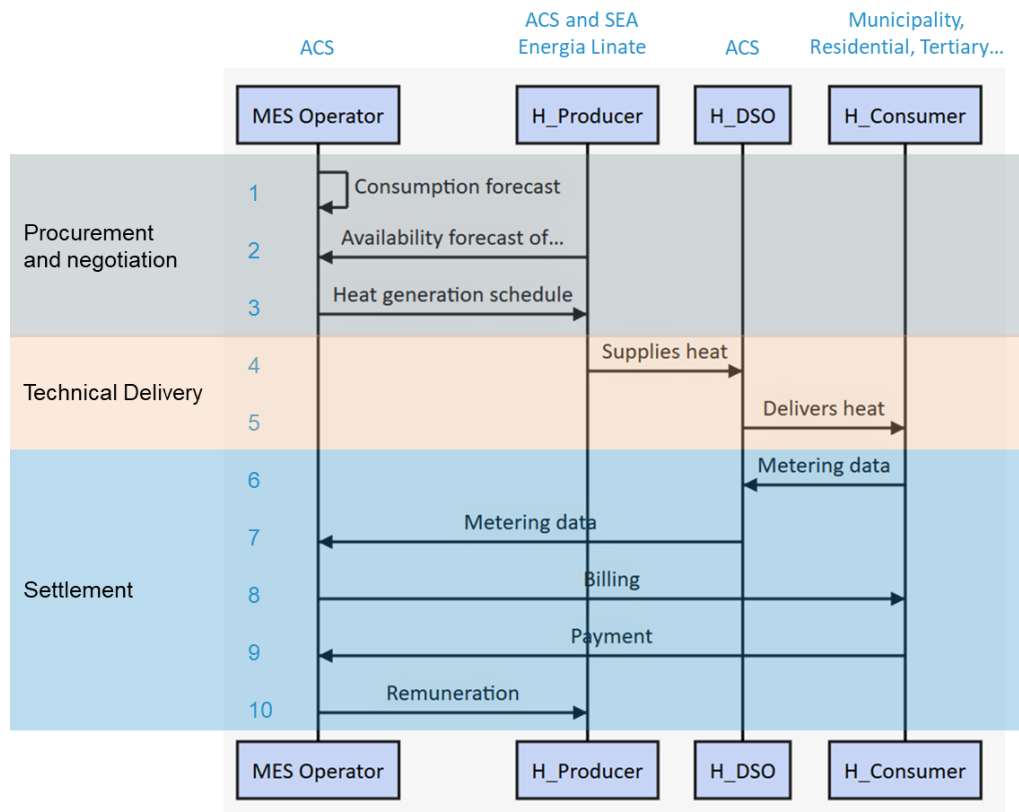 ACS
ACS and SEA
Energia Linate
ACS
Municipality,
Residential, Tertiary...
MES Operator
H_Producer
H_DSO
H_Consumer
Procurement
and negotiation
1
Consumption forecast
2
Availability forecast of...
3
Heat generation schedule
Technical Delivery
4
Supplies heat
5
Delivers heat
Settlement
6
Metering data
7
Metering data
8
Billing
9
Payment
10
Remuneration
MES Operator
H_Producer
H_DSO
H_Consumer